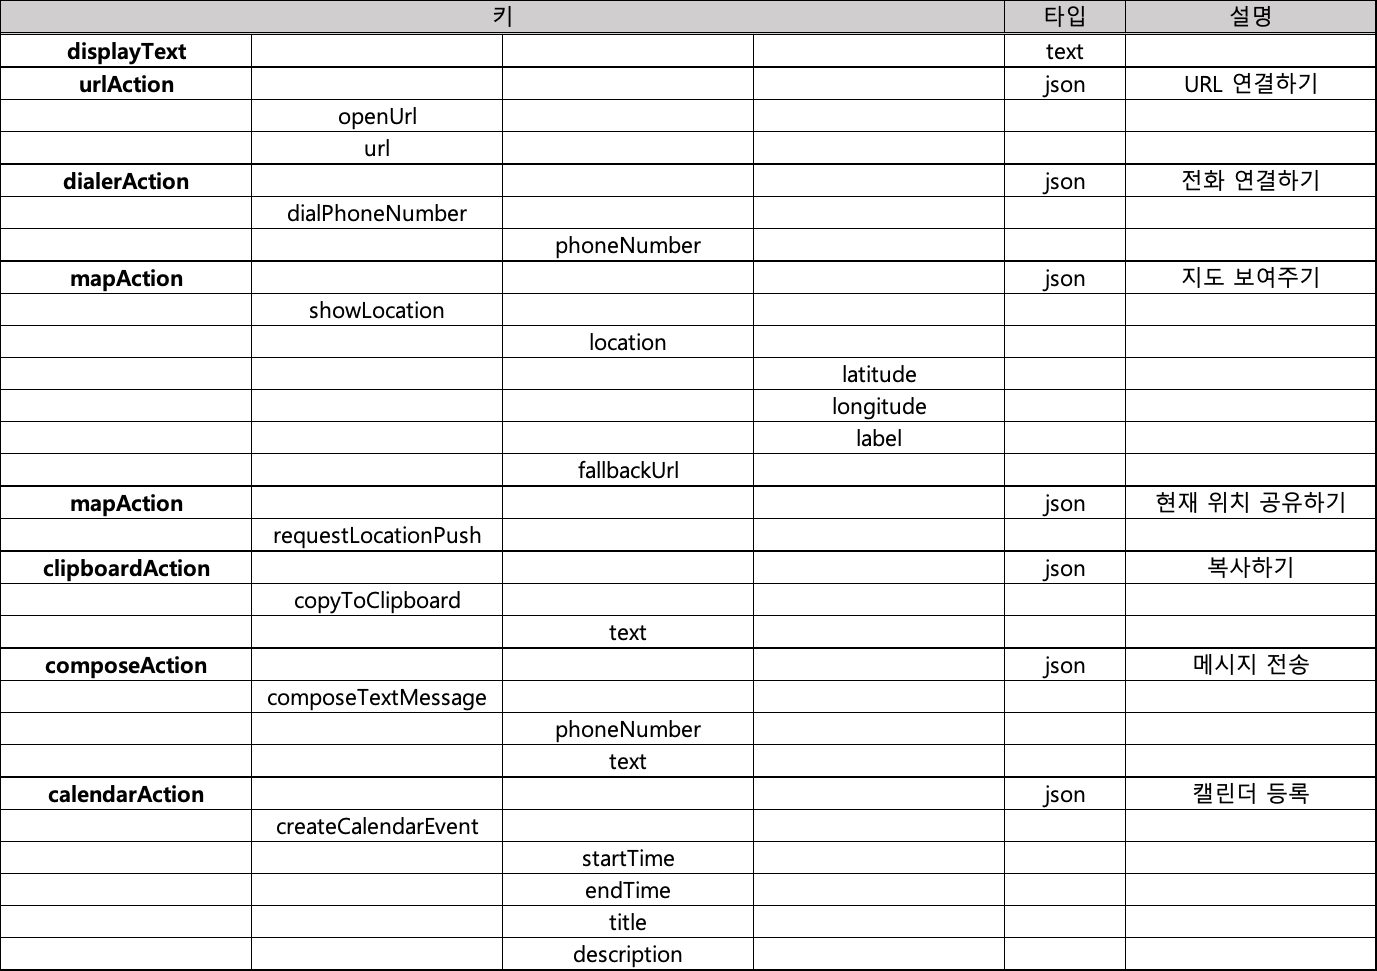 키 타입 설명
displayText text
urlAction json URL 연결하기
openUrl
url
dialerAction json 전화 연결하기
dialPhoneNumber
phoneNumber
mapAction json 지도 보여주기
showLocation
location
latitude
longitude
label
fallbackUrl
mapAction json 현재 위치 공유하기
requestLocationPush
clipboardAction json 복사하기
copyToClipboard
text
composeAction json 메시지 전송
composeTextMessage
phoneNumber
text
calendarAction json 캘린더 등록
createCalendarEvent
startTime
endTime
title
description